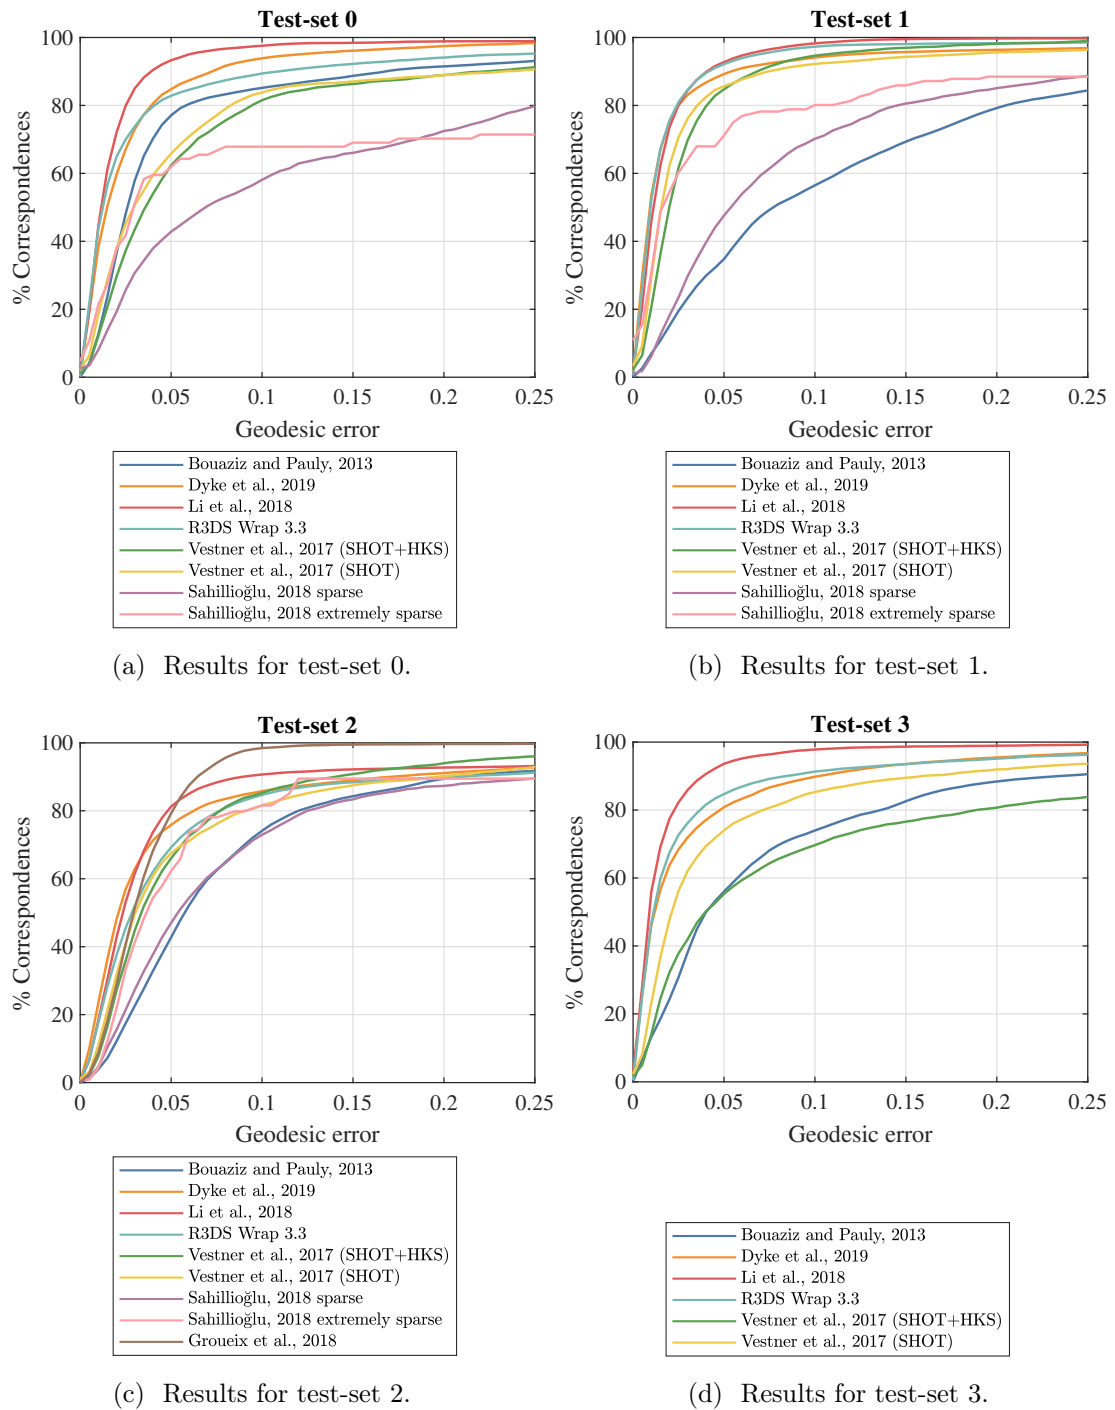 Test-set 0
100
80
60
40
20
0
% Correspondences
0 0.05 0.1 0.15 0.2 0.25
Geodesic error
Bouaziz and Pauly, 2013
Dyke et al., 2019
Li et al., 2018
R3DS Wrap 3.3
Vestner et al., 2017 (SHOT+HKS)
Vestner et al., 2017 (SHOT)
Sahillioğlu, 2018 sparse
Sahillioğlu, 2018 extremely sparse
(a) Results for test-set 0.
Test-set 1
100
80
60
40
20
0
% Correspondences
0 0.05 0.1 0.15 0.2 0.25
Geodesic error
Bouaziz and Pauly, 2013
Dyke et al., 2019
Li et al., 2018
R3DS Wrap 3.3
Vestner et al., 2017 (SHOT+HKS)
Vestner et al., 2017 (SHOT)
Sahillioğlu, 2018 sparse
Sahillioğlu, 2018 extremely sparse
(b) Results for test-set 1.
Test-set 2
100
80
60
40
20
0
% Correspondences
0 0.05 0.1 0.15 0.2 0.25
Geodesic error
Bouaziz and Pauly, 2013
Dyke et al., 2019
Li et al., 2018
R3DS Wrap 3.3
Vestner et al., 2017 (SHOT+HKS)
Vestner et al., 2017 (SHOT)
Sahillioğlu, 2018 sparse
Sahillioğlu, 2018 extremely sparse
Groueix et al., 2018
(c) Results for test-set 2.
Test-set 3
100
80
60
40
20
0
% Correspondences
0 0.05 0.1 0.15 0.2 0.25
Geodesic error
Bouaziz and Pauly, 2013
Dyke et al., 2019
Li et al., 2018
R3DS Wrap 3.3
Vestner et al., 2017 (SHOT+HKS)
Vestner et al., 2017 (SHOT)
(d) Results for test-set 3.